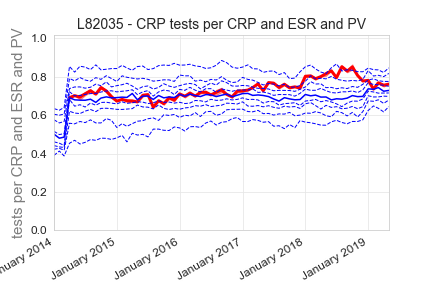 L82035 - CRP tests per CRP and ESR and PV
tests per CRP and ESR and PV
1.0
0.8
0.6
0.4
0.2
0.0
nuary 2014
January 2015
January 2016
January 2017
January 2018
January 2019